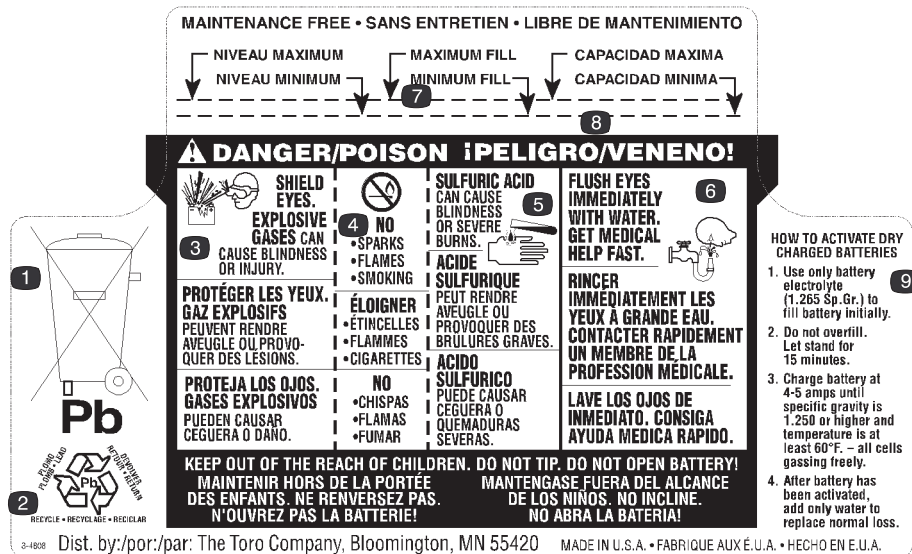 MAINTENANCE FREE • SANS ENTRETIEN • LIBRE DE MANTENIMIENTO
NIVEAU MAXIMUM
MAXIMUM FILL
CAPACIDAD MAXIMA
NIVEAU MINIMUM
MINIMUM FILL
CAPACIDAD MINIMA
7
8
DANGER/POISON ¡PELIGRO/VENENO!
3
SHIELD
EYES.
EXPLOSIVE
GASES CAN
CAUSE BLINDNESS
OR INJURY.
PROTÉGER LES YEUX.
GAZ EXPLOSIFS
PEUVENT RENDRE
AVEUGLE OU PROVO-
QUER DES LESIONS.
PROTEJA LOS OJOS.
GASES EXPLOSIVOS
PUEDEN CAUSAR
CEGUERA O DAÑO.
4
NO
•SPARKS
•FLAMES
•SMOKING
ÉLOIGNER
•ÉTINCELLES
•FLAMMES
•CIGARETTES
NO
•CHISPAS
•FLAMAS
•FUMAR
SULFURIC ACID
CAN CAUSE
BLINDNESS
OR SEVERE
BURNS.
5
ACIDE
SULFURIQUE
PEUT RENDRE
AVEUGLE OU
PROVOQUER DES
BRÛLURES GRAVES.
ACIDO
SULFURICO
PUEDE CAUSAR
CEGUERA O
QUEMADURAS
SEVERAS.
FLUSH EYES
IMMEDIATELY
WITH WATER.
GET MEDICAL
HELP FAST.
6
RINCER
IMMEDIATEMENT LES
YEUX À GRANDE EAU.
CONTACTER RAPIDEMENT
UN MEMBRE DE LA
PROFESSION MÉDICALE.
LAVE LOS OJOS DE
INMEDIATO. CONSIGA
AYUDA MEDICA RAPIDO.
KEEP OUT OF THE REACH OF CHILDREN. DO NOT TIP. DO NOT OPEN BATTERY!
MAINTENIR HORS DE LA PORTÉE
DES ENFANTS. NE RENVERSEZ PAS.
N'OUVREZ PAS LA BATTERIE!
MANTENGASE FUERA DEL ALCANCE
DE LOS NIÑOS. NO INCLINE.
NO ABRA LA BATERIA!
1
Pb
2
PLOMO
PLOMB • LEAD
DEVOLVER
RETOUR • RETURN
Pb
RECYCLE • RECYCLAGE • RECICLAR
HOW TO ACTIVATE DRY
CHARGED BATTERIES
9
1. Use only battery
electrolyte
(1.265 Sp.Gr.) to
fill battery initially.
2. Do not overfill.
Let stand for
15 minutes.
3. Charge battery at
4-5 amps until
specific gravity is
1.250 or higher and
temperature is at
least 60°F. – all cells
gassing freely.
4. After battery has
been activated,
add only water to
replace normal loss.
3-4808 Dist. by:/por:/par: The Toro Company, Bloomington, MN 55420 MADE IN U.S.A. • FABRIQUE AUX É.U.A. • HECHO EN E.U.A.